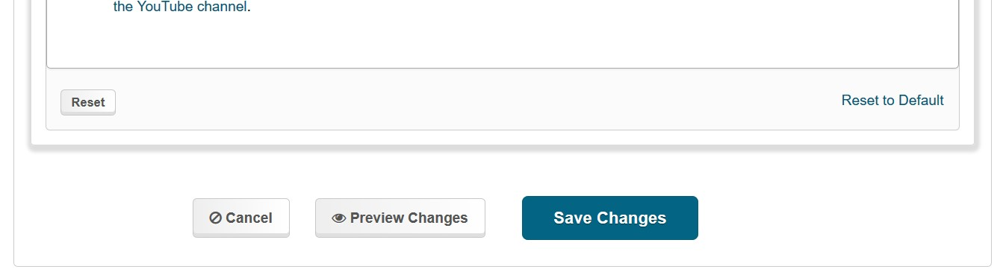 the YouTube channel.
Reset
Reset to Default
Cancel
Preview Changes
Save Changes